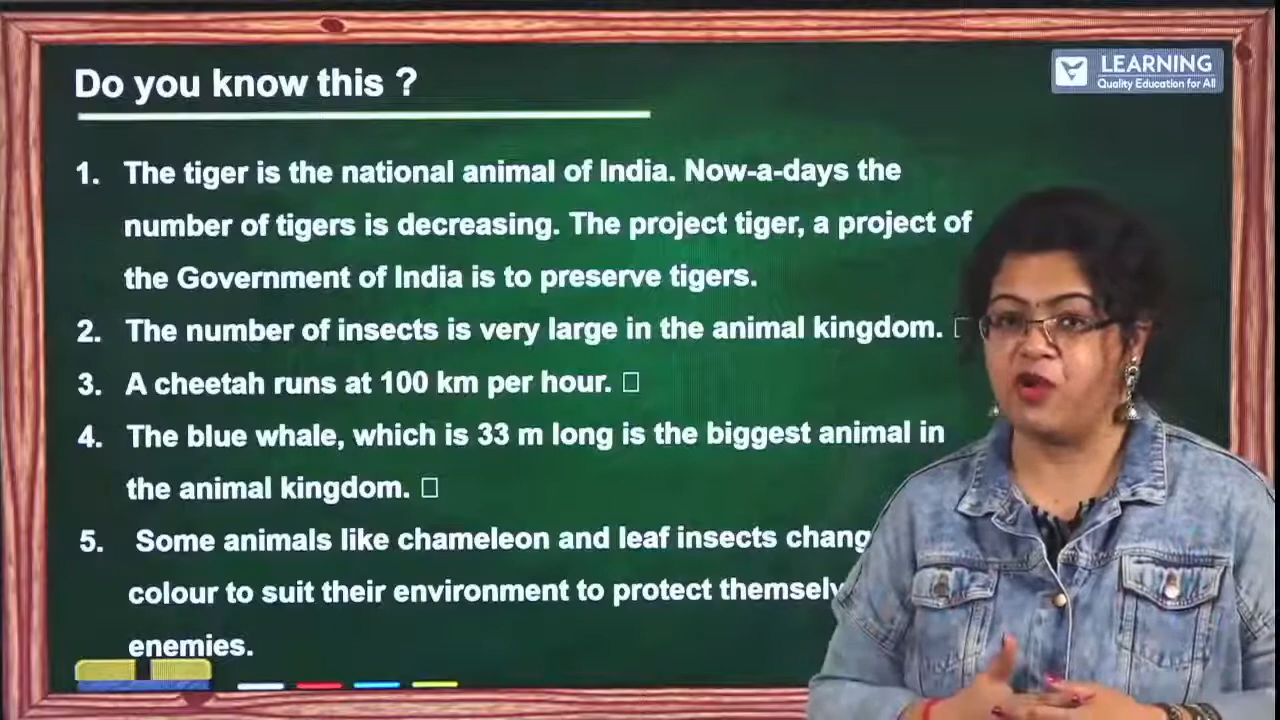 Do you know this ?
LEARNING
Quality Education for All
1. The tiger is the national animal of India. Now-a-days the
number of tigers is decreasing. The project tiger, a project of
the Government of India is to preserve tigers.
2. The number of insects is very large in the animal kingdom.
3. A cheetah runs at 100 km per hour. □
4. The blue whale, which is 33 m long is the biggest animal in
the animal kingdom. □
5. Some animals like chameleon and leaf insects chang
colour to suit their environment to protect themselv
enemies.